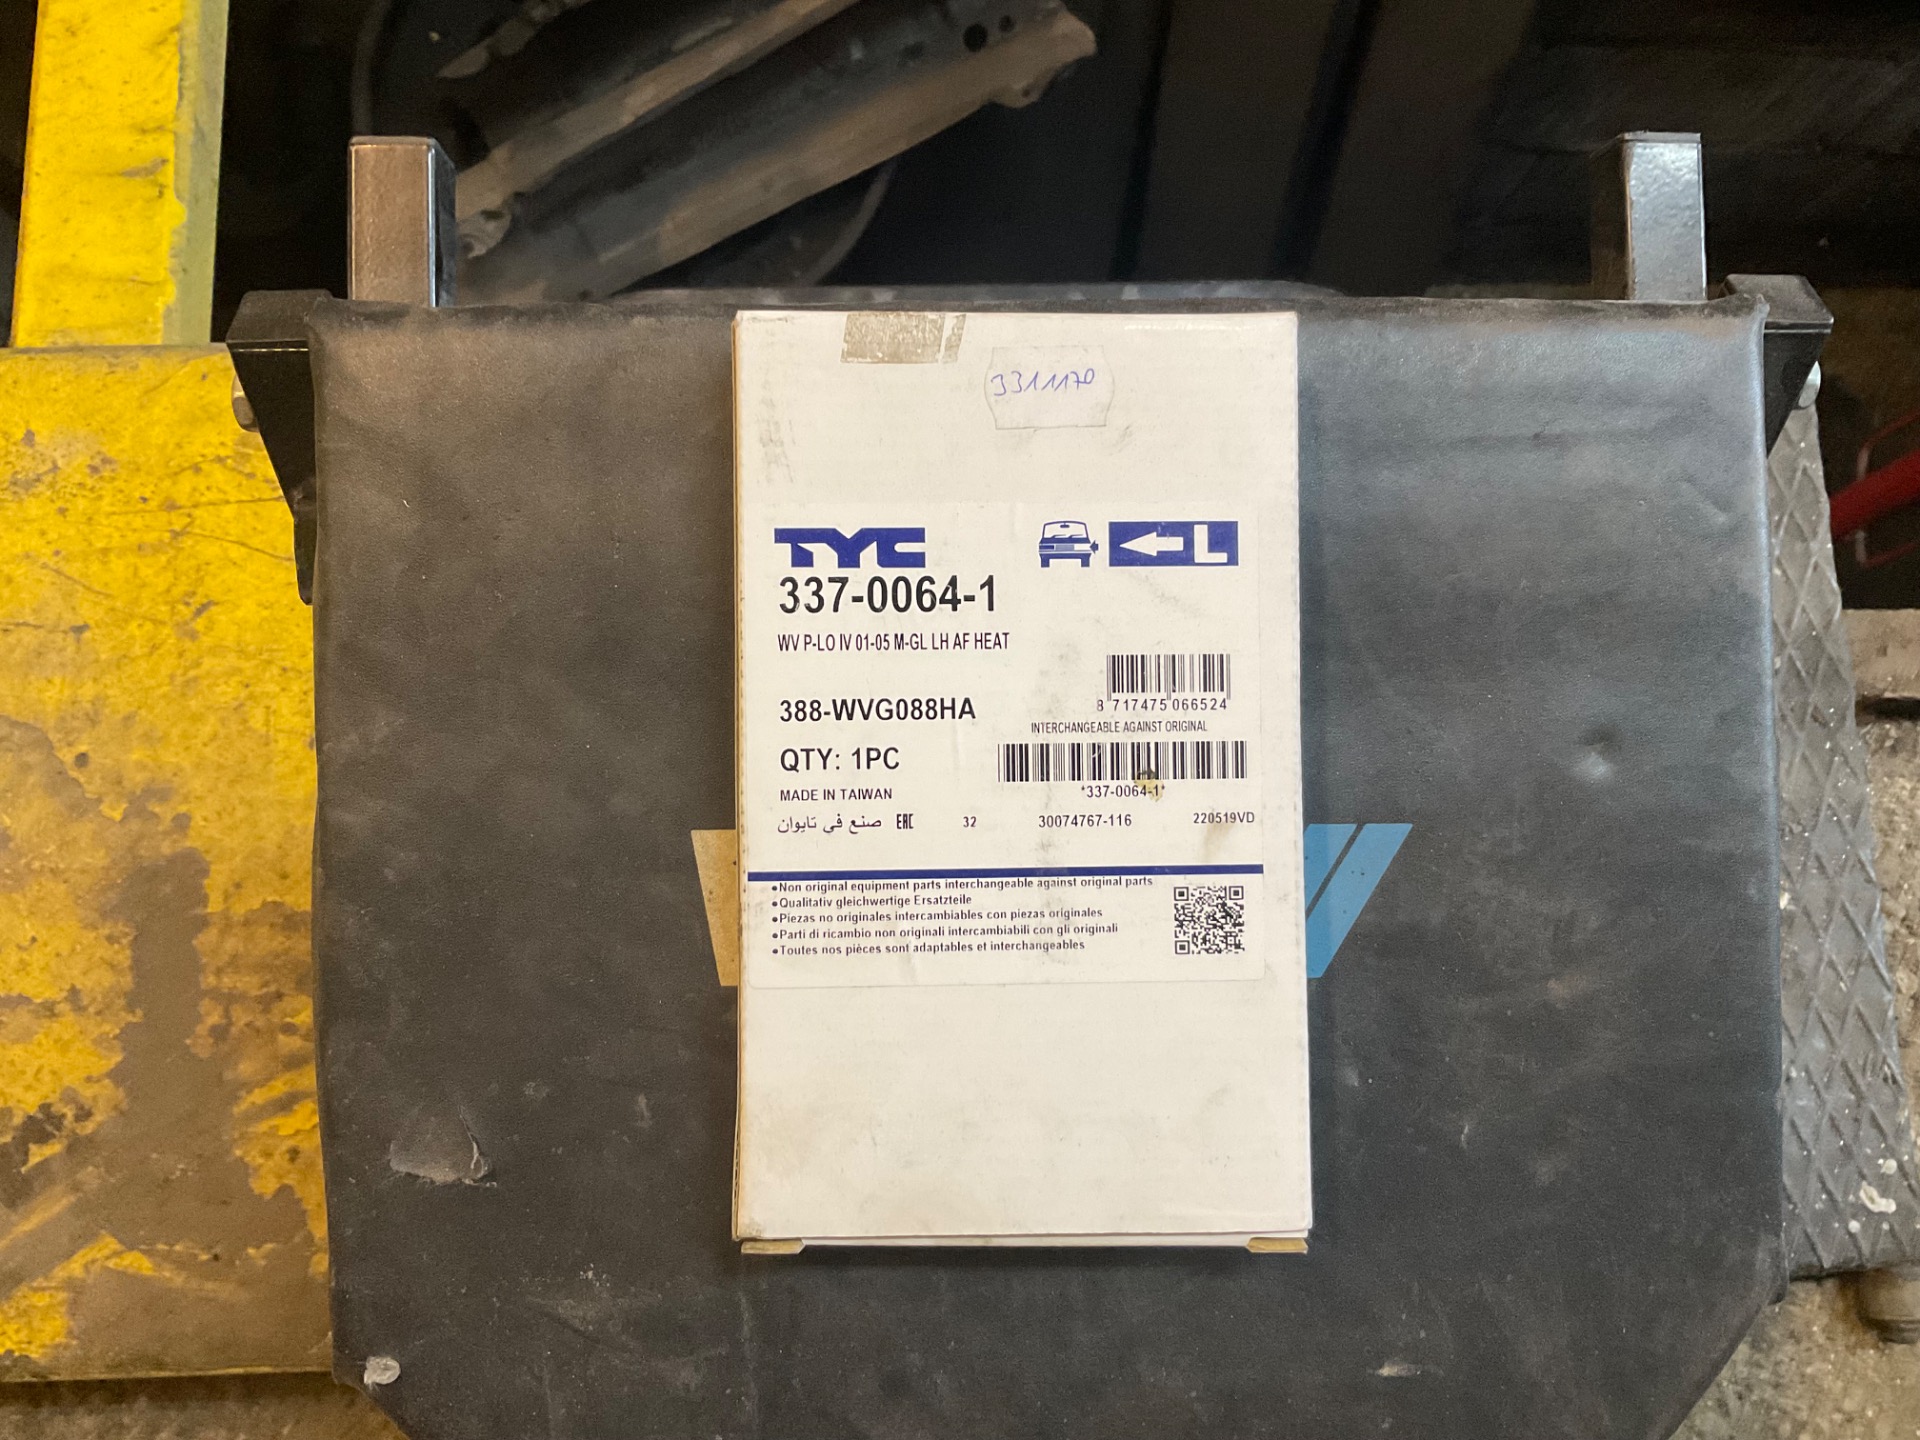 3311170
TYC
L
337-0064-1
WV P-LO IV 01-05 M-GL LH AF HEAT
388-WVG088HA
8 717475 066524
INTERCHANGEABLE AGAINST ORIGINAL
QTY: 1PC
*337-0064-1*
MADE IN TAIWAN
صنع في تايوان EAC 32 30074767-116 220519VD
•Non original equipment parts interchangeable against original parts
•Qualitativ gleichwertige Ersatzteile
•Piezas no originales intercambiables con piezas originales
•Parti di ricambio non originali intercambiabili con gli originali
•Toutes nos pièces sont adaptables et interchangeables